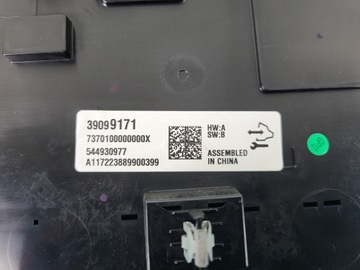 39099171
7370100000000X
544930977
A117223889900399
HW:A
SW:B
ASSEMBLED
IN CHINA